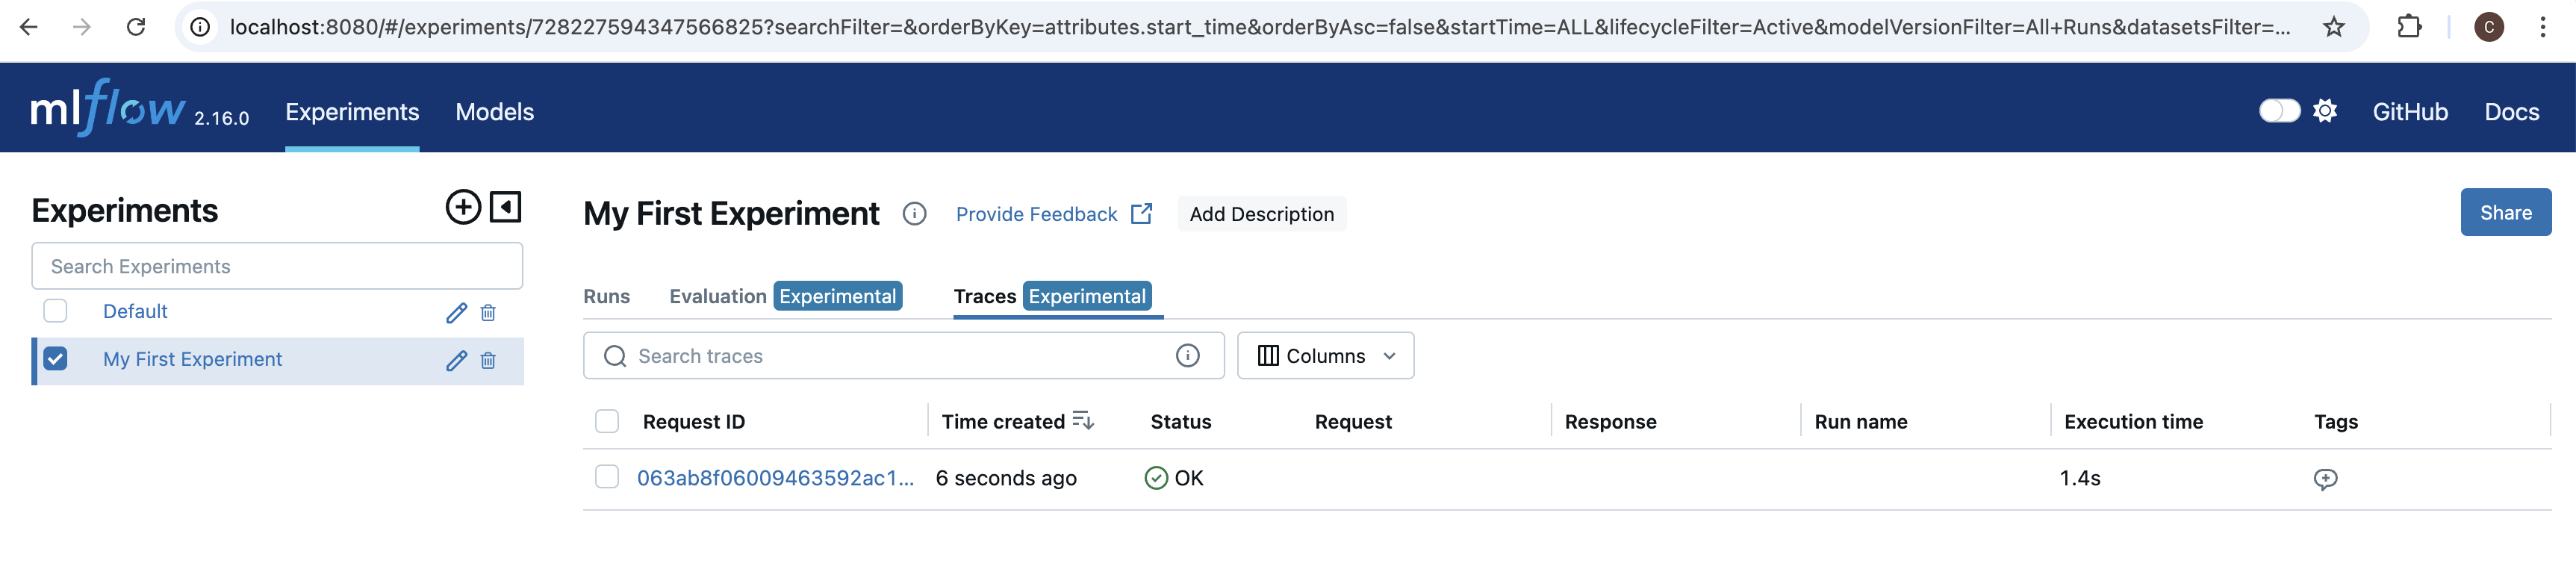 localhost:8080/#/experiments/728227594347566825?searchFilter=&orderByKey=attributes.start_time&orderByAsc=false&startTime=ALL&lifecycleFilter=Active&modelVersionFilter=All+Runs&datasetsFilter=...
C
mlflow 2.16.0 Experiments Models GitHub Docs
Experiments
My First Experiment Provide Feedback Add Description Share
Search Experiments
Default
My First Experiment
Runs Evaluation Experimental Traces Experimental
Search traces Columns
Request ID Time created Status Request Response Run name Execution time Tags
063ab8f06009463592ac1... 6 seconds ago OK 1.4s